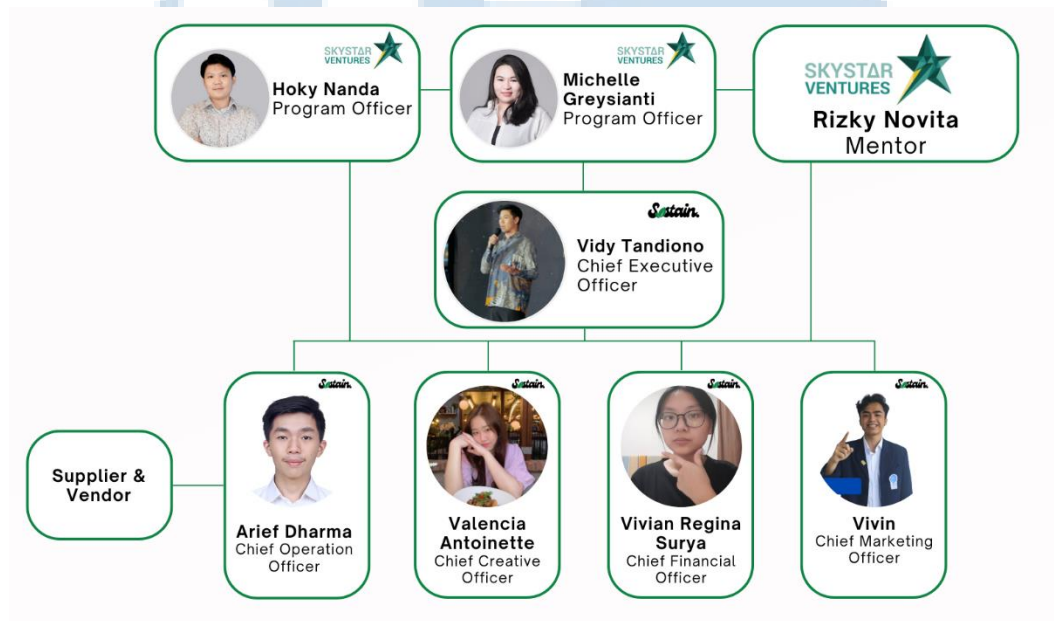 SKYSTAR
VENTURES
Hoky Nanda
Program Officer
SKYSTAR
VENTURES
Michelle
Greysianti
Program Officer
SKYSTAR
VENTURES
Rizky Novita
Mentor
Sustain.
Vidy Tandiono
Chief Executive
Officer
Supplier &
Vendor
Sustain.
Arief Dharma
Chief Operation
Officer
Sustain.
Valencia
Antoinette
Chief Creative
Officer
Sustain.
Vivian Regina
Surya
Chief Financial
Officer
Sustain.
Vivin
Chief Marketing
Officer